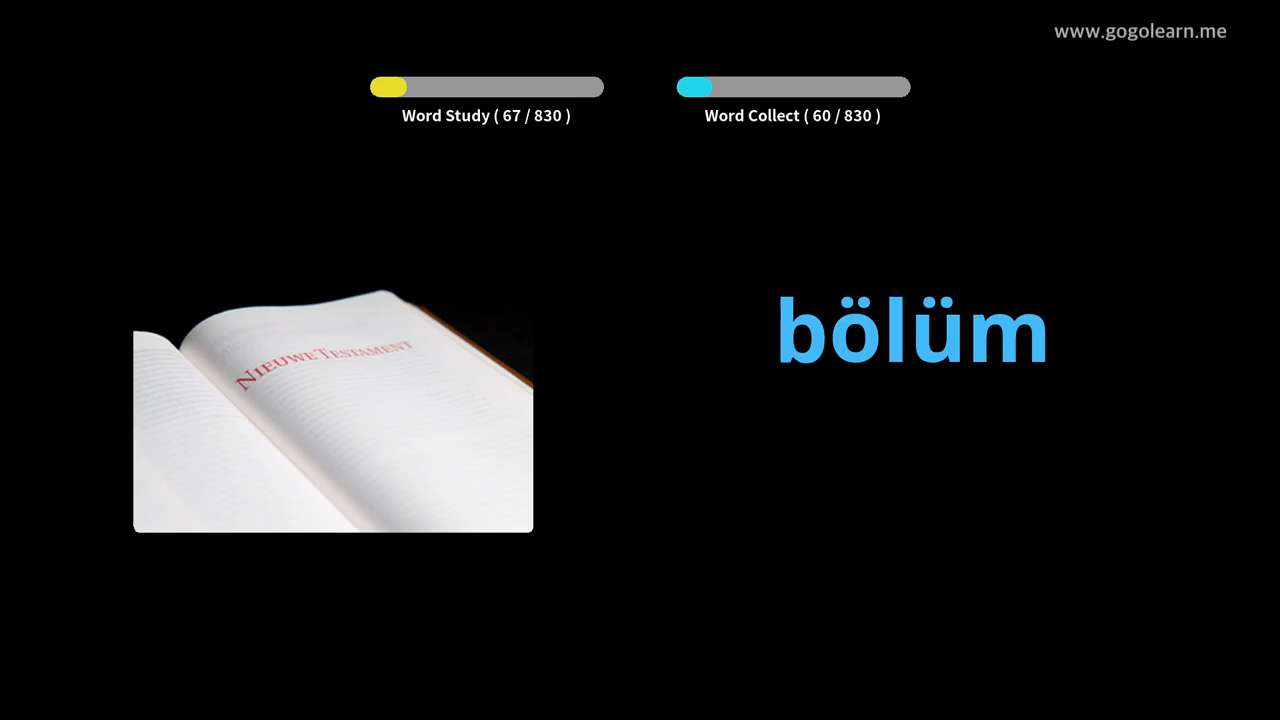 www.gogolearn.me
Word Study ( 67 / 830 )
Word Collect ( 60 / 830 )
NIEUWE TESTAMENT
bölüm